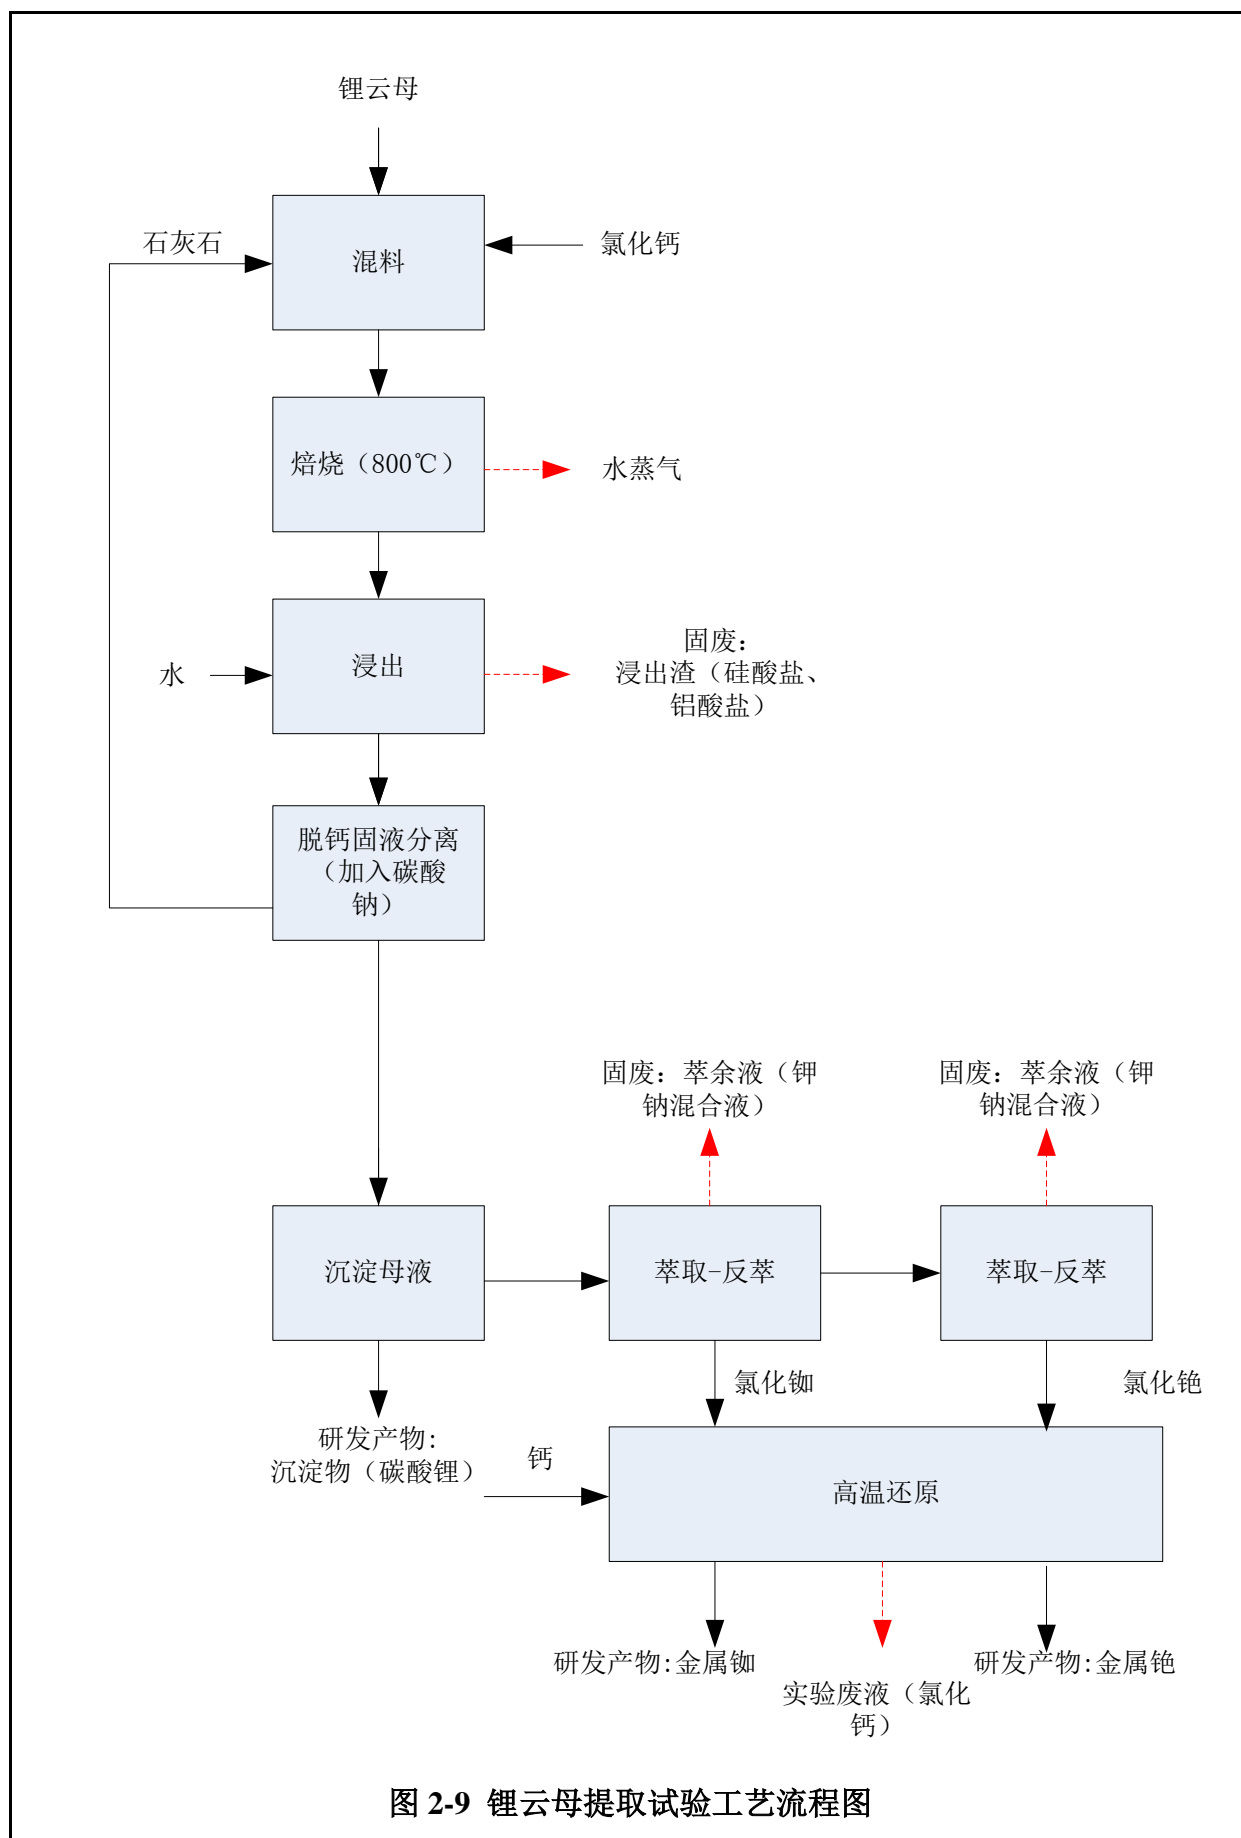 锂云母
石灰石
氯化钙
混料
焙烧（800℃）
水蒸气
固废：
浸出渣（硅酸盐、
铝酸盐）
水
浸出
脱钙固液分离
（加入碳酸
钠）
固废：萃余液（钾
钠混合液）
固废：萃余液（钾
钠混合液）
沉淀母液
萃取-反萃
萃取-反萃
氯化铷
氯化铯
研发产物:
沉淀物（碳酸锂）
钙
高温还原
研发产物:金属铷
研发产物:金属铯
实验废液（氯化
钙）
图 2-9 锂云母提取试验工艺流程图